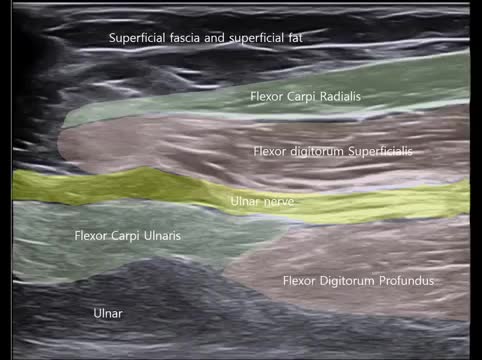 Superficial fascia and superficial fat
Flexor Carpi Radialis
Flexor digitorum Superficialis
Ulnar nerve
Flexor Carpi Ulnaris
Flexor Digitorum Profundus
Ulnar